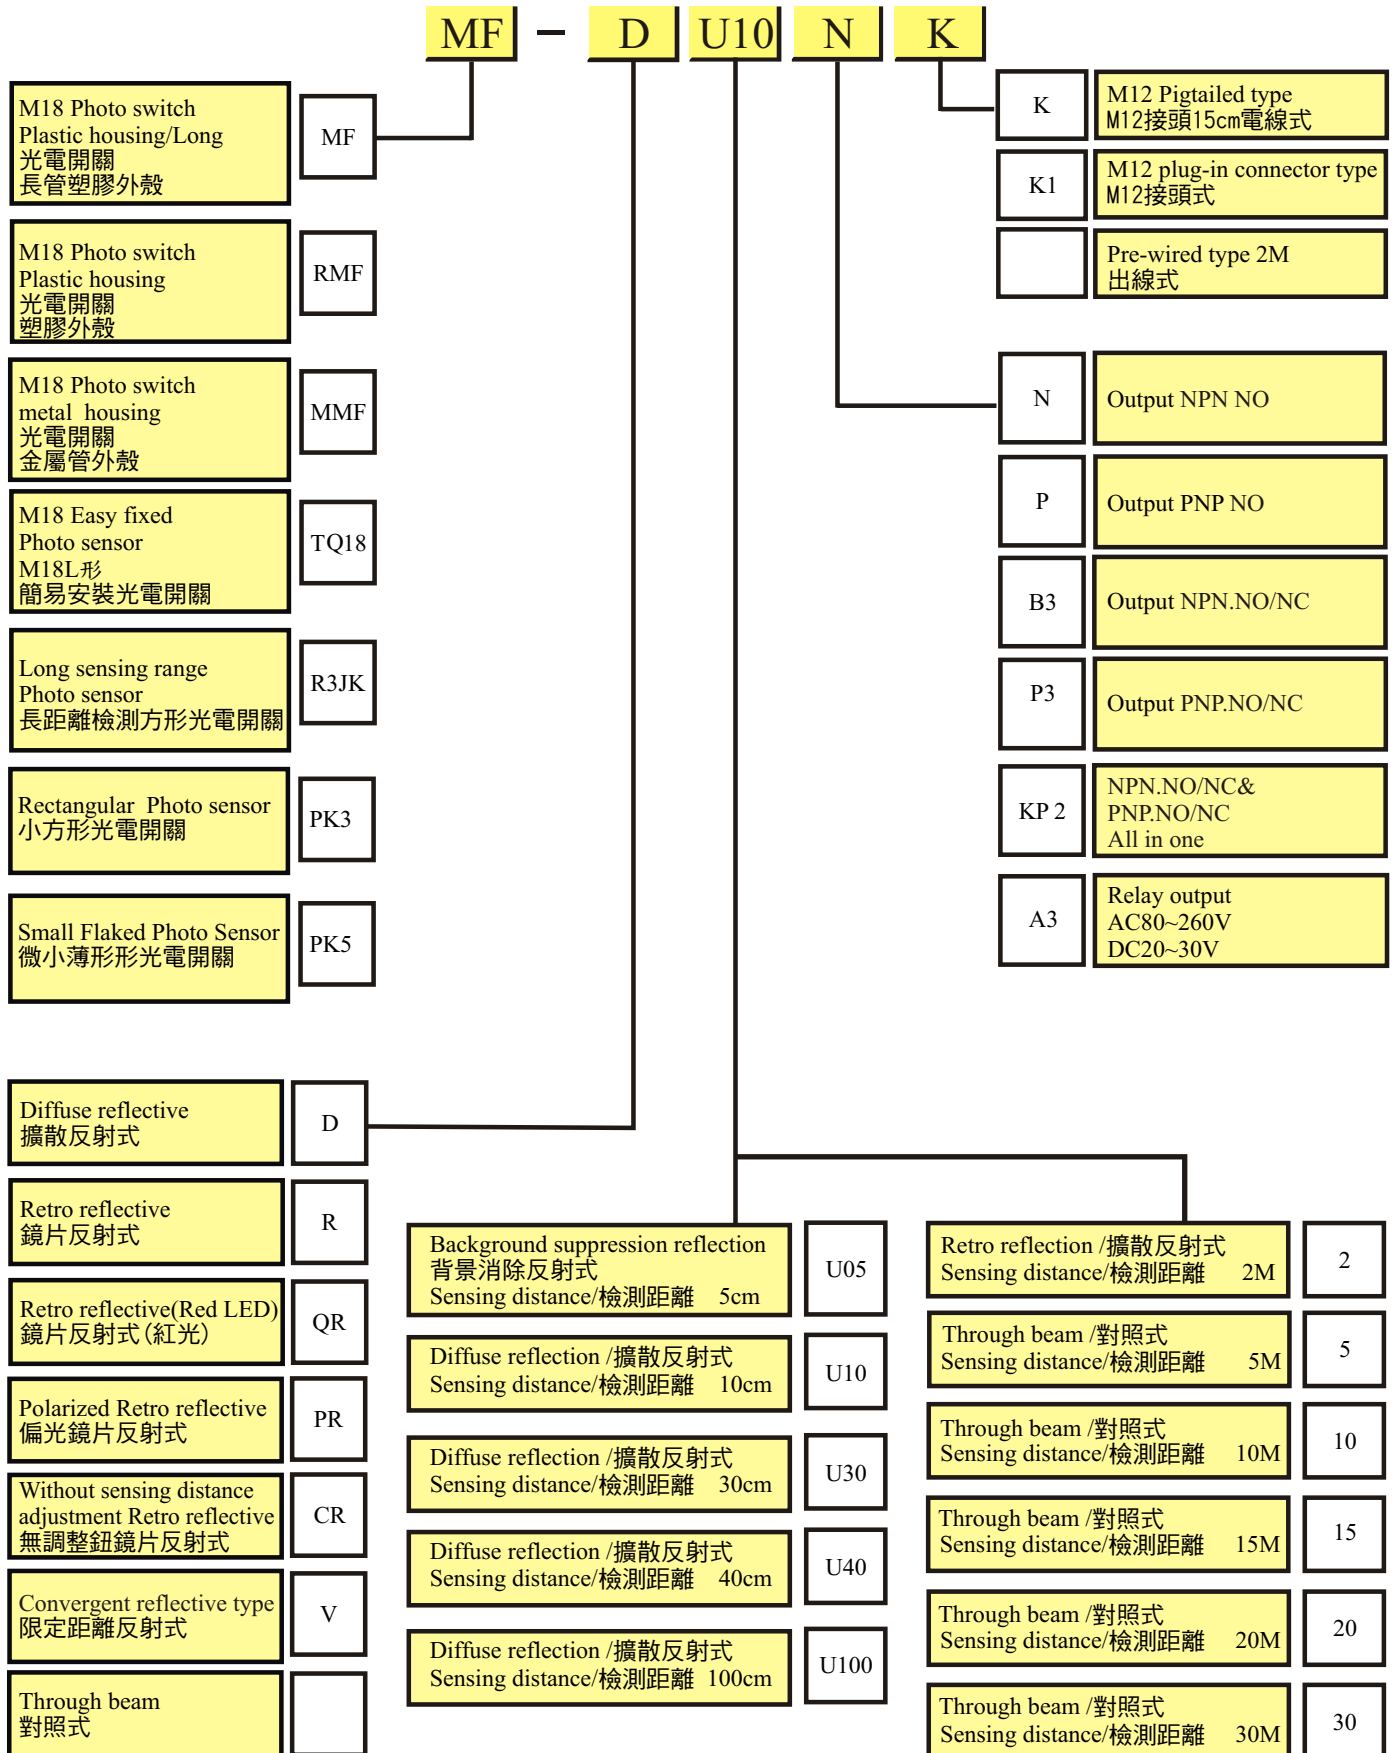 MF - D U10 N K
M18 Photo switch
Plastic housing/Long
光電開關
長管塑膠外殼
MF
M18 Photo switch
Plastic housing
光電開關
塑膠外殼
RMF
M18 Photo switch
metal housing
光電開關
金屬管外殼
MMF
M18 Easy fixed
Photo sensor
M18L形
簡易安裝光電開關
TQ18
Long sensing range
Photo sensor
長距離檢測方形光電開關
R3JK
Rectangular Photo sensor
小方形光電開關
PK3
Small Flaked Photo Sensor
微小薄形形光電開關
PK5
K
M12 Pigtailed type
M12接頭15cm電線式
K1
M12 plug-in connector type
M12接頭式
Pre-wired type 2M
出線式
N
Output NPN NO
P
Output PNP NO
B3
Output NPN.NO/NC
P3
Output PNP.NO/NC
KP 2
NPN.NO/NC&
PNP.NO/NC
All in one
A3
Relay output
AC80~260V
DC20~30V
Diffuse reflective
擴散反射式
D
Retro reflective
鏡片反射式
R
Retro reflective(Red LED)
鏡片反射式(紅光)
QR
Polarized Retro reflective
偏光鏡片反射式
PR
Without sensing distance
adjustment Retro reflective
無調整鈕鏡片反射式
CR
Convergent reflective type
限定距離反射式
V
Through beam
對照式
Background suppression reflection
背景消除反射式
Sensing distance/檢測距離 5cm
U05
Diffuse reflection /擴散反射式
Sensing distance/檢測距離 10cm
U10
Diffuse reflection /擴散反射式
Sensing distance/檢測距離 30cm
U30
Diffuse reflection /擴散反射式
Sensing distance/檢測距離 40cm
U40
Diffuse reflection /擴散反射式
Sensing distance/檢測距離 100cm
U100
Retro reflection /擴散反射式
Sensing distance/檢測距離 2M
2
Through beam /對照式
Sensing distance/檢測距離 5M
5
Through beam /對照式
Sensing distance/檢測距離 10M
10
Through beam /對照式
Sensing distance/檢測距離 15M
15
Through beam /對照式
Sensing distance/檢測距離 20M
20
Through beam /對照式
Sensing distance/檢測距離 30M
30